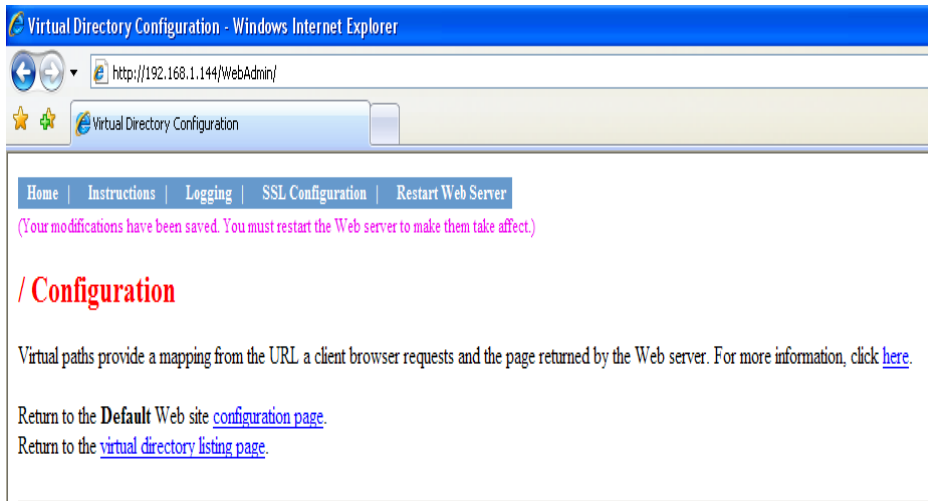 Virtual Directory Configuration - Windows Internet Explorer
http://192.168.1.144/WebAdmin/
Virtual Directory Configuration
Home | Instructions | Logging | SSL Configuration | Restart Web Server
(Your modifications have been saved. You must restart the Web server to make them take affect.)
/ Configuration
Virtual paths provide a mapping from the URL a client browser requests and the page returned by the Web server. For more information, click here.
Return to the Default Web site configuration page.
Return to the virtual directory listing page.